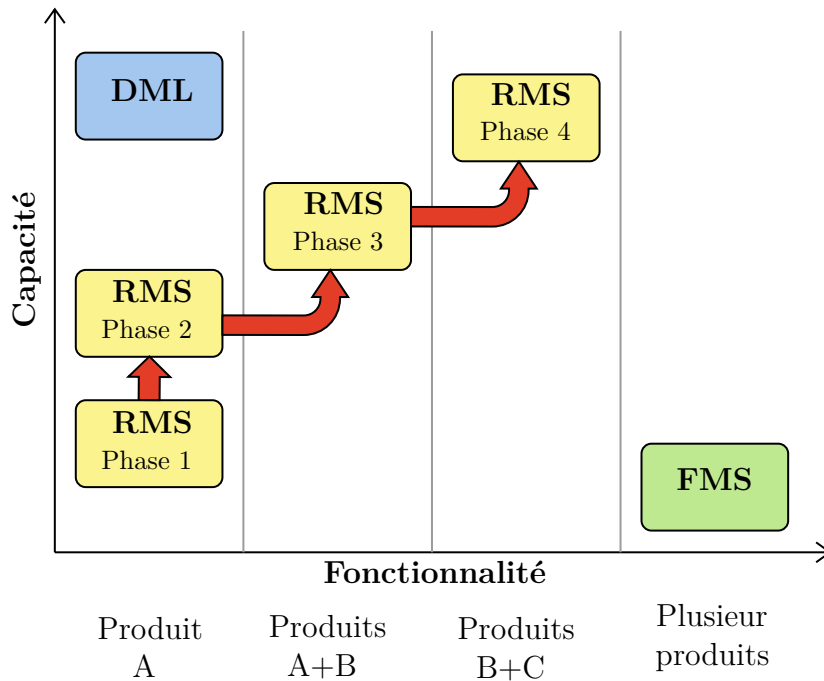 DML
RMS
Phase 4
RMS
Phase 3
RMS
Phase 2
RMS
Phase 1
FMS
Capacité
Fonctionnalité
Produit
A
Produits
A+B
Produits
B+C
Plusieur
produits